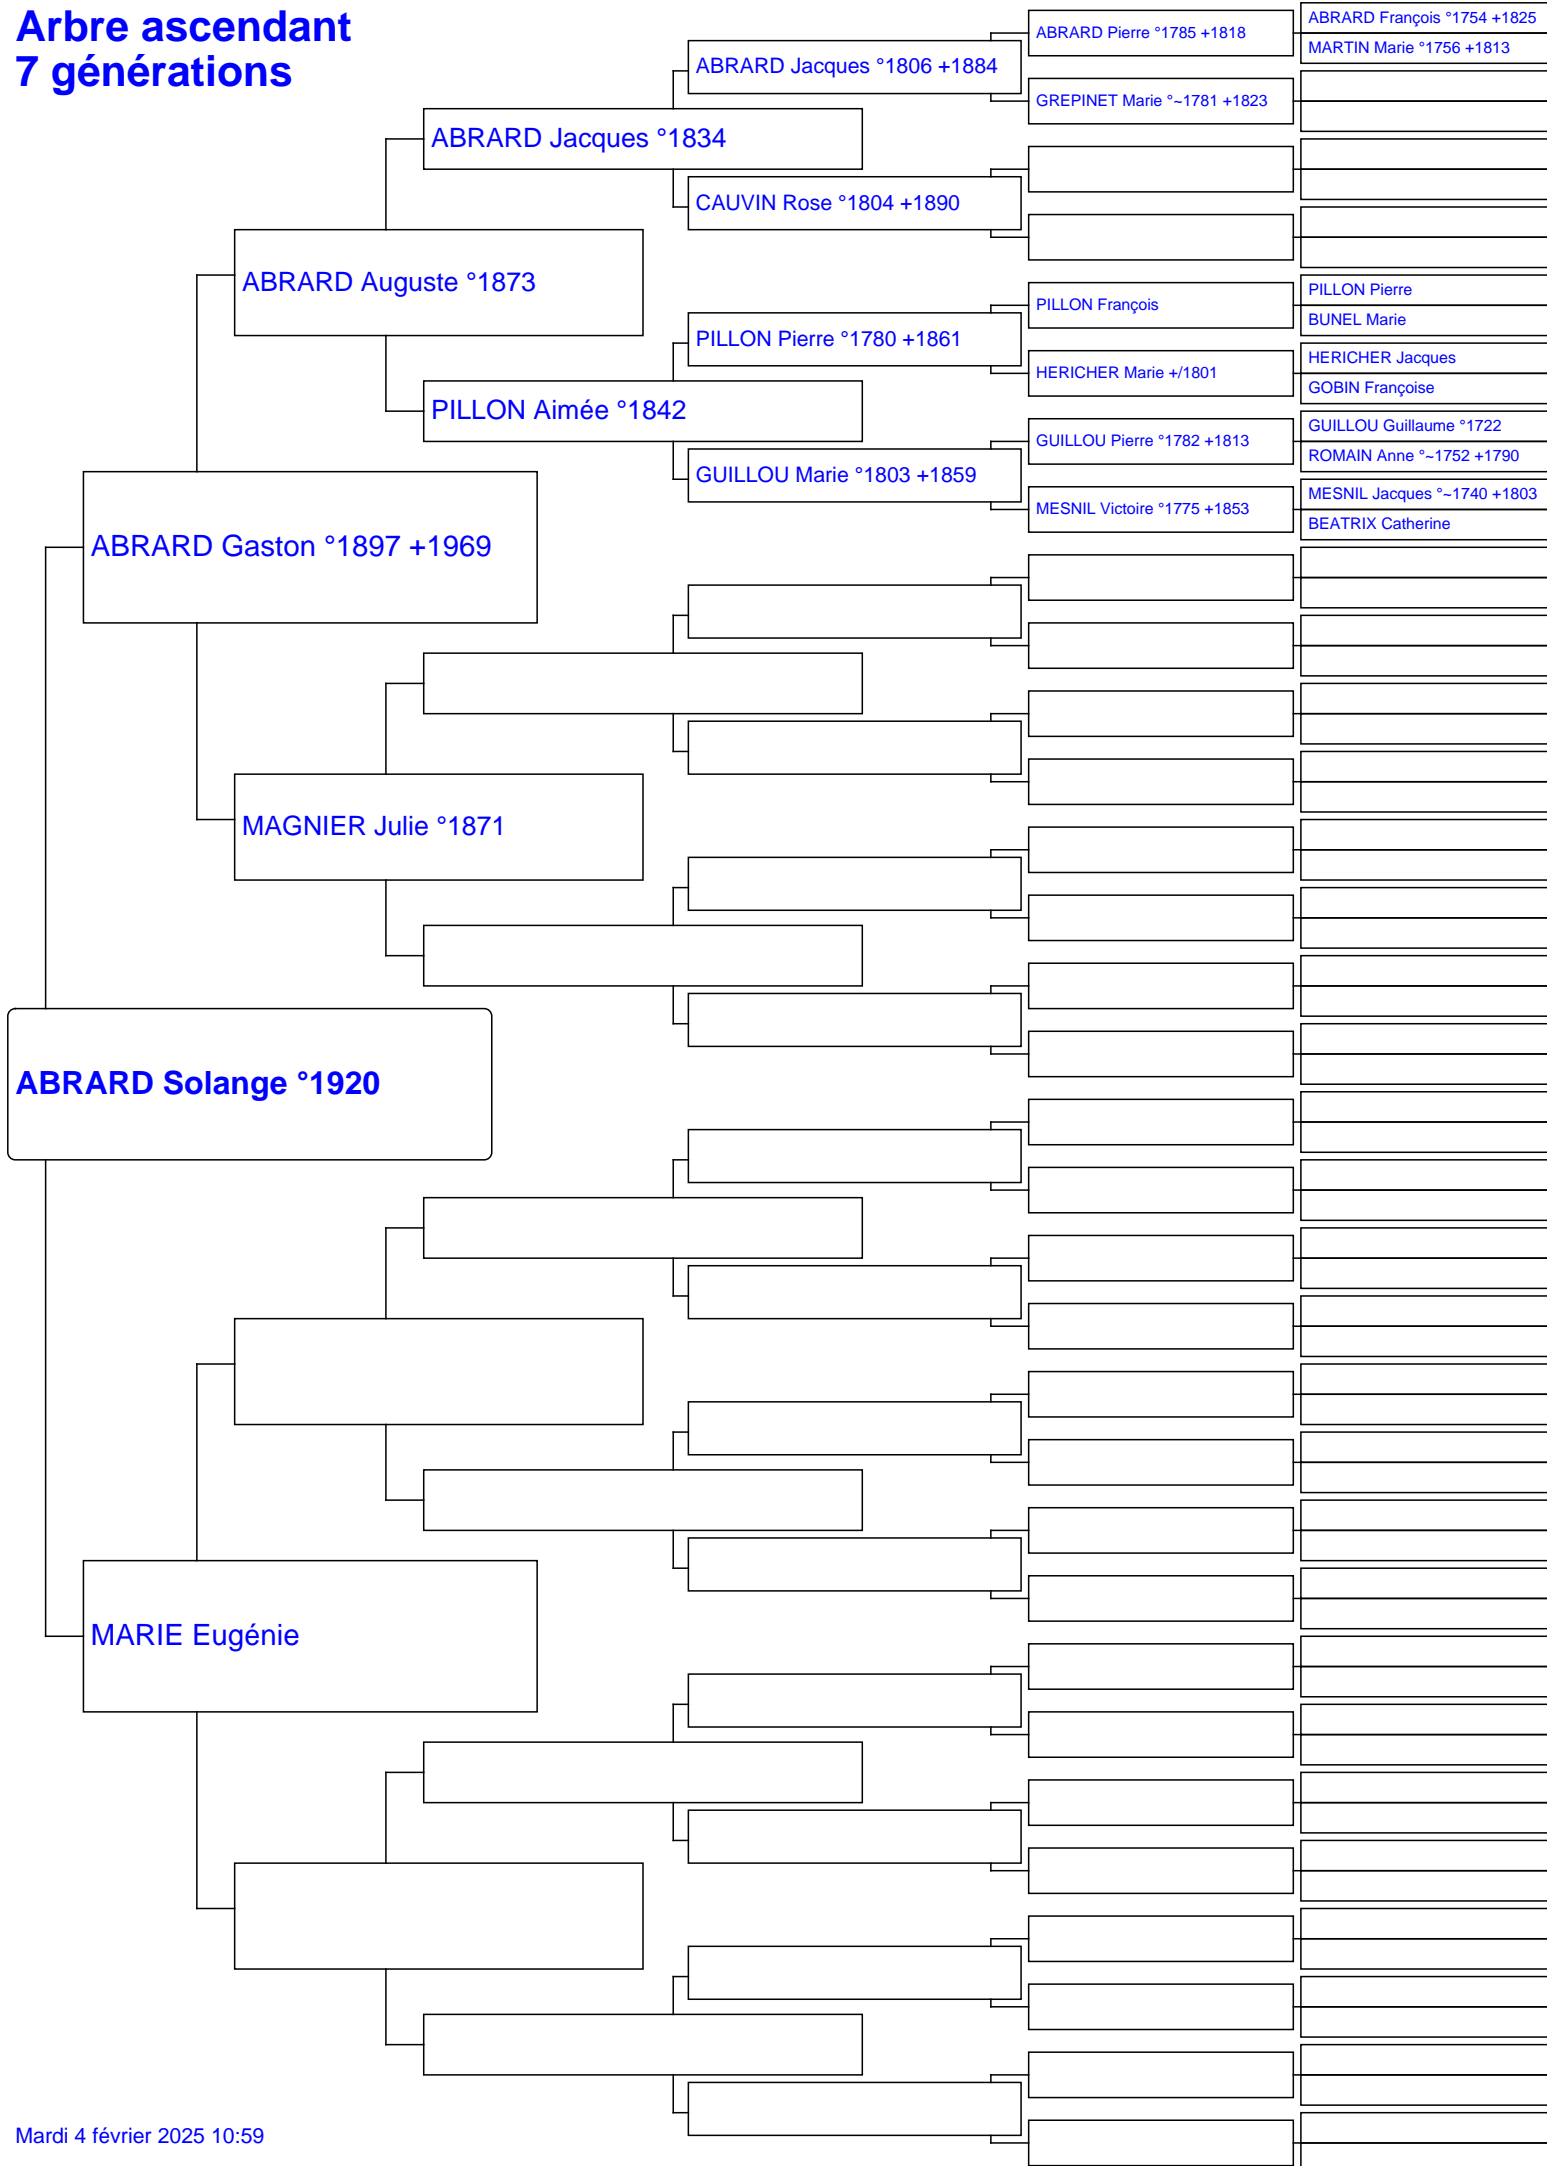 Arbre ascendant
7 générations
ABRARD Solange °1920
ABRARD Gaston °1897 +1969
MARIE Eugénie
ABRARD Auguste °1873
MAGNIER Julie °1871
ABRARD Jacques °1834
PILLON Aimée °1842
ABRARD Jacques °1806 +1884
CAUVIN Rose °1804 +1890
PILLON Pierre °1780 +1861
GUILLOU Marie °1803 +1859
ABRARD Pierre °1785 +1818
GREPINET Marie °~1781 +1823
PILLON François
HERICHER Marie +/1801
GUILLOU Pierre °1782 +1813
MESNIL Victoire °1775 +1853
ABRARD François °1754 +1825
MARTIN Marie °1756 +1813
PILLON Pierre
BUNEL Marie
HERICHER Jacques
GOBIN Françoise
GUILLOU Guillaume °1722
ROMAIN Anne °~1752 +1790
MESNIL Jacques °~1740 +1803
BEATRIX Catherine
Mardi 4 février 2025 10:59